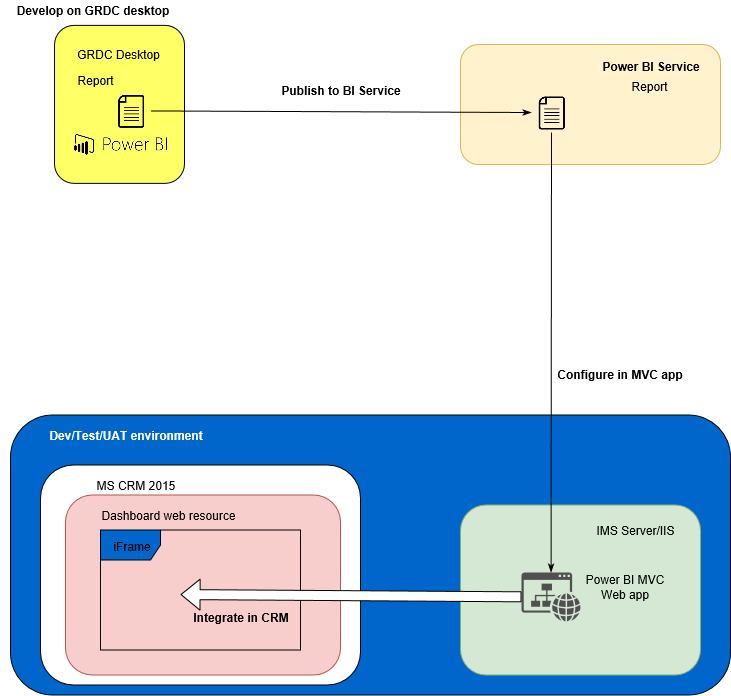 Develop on GRDC desktop
GRDC Desktop
Report
Power BI
Publish to BI Service
Power BI Service
Report
Configure in MVC app
Dev/Test/UAT environment
MS CRM 2015
Dashboard web resource
iFrame
Integrate in CRM
IMS Server/IIS
Power BI MVC
Web app